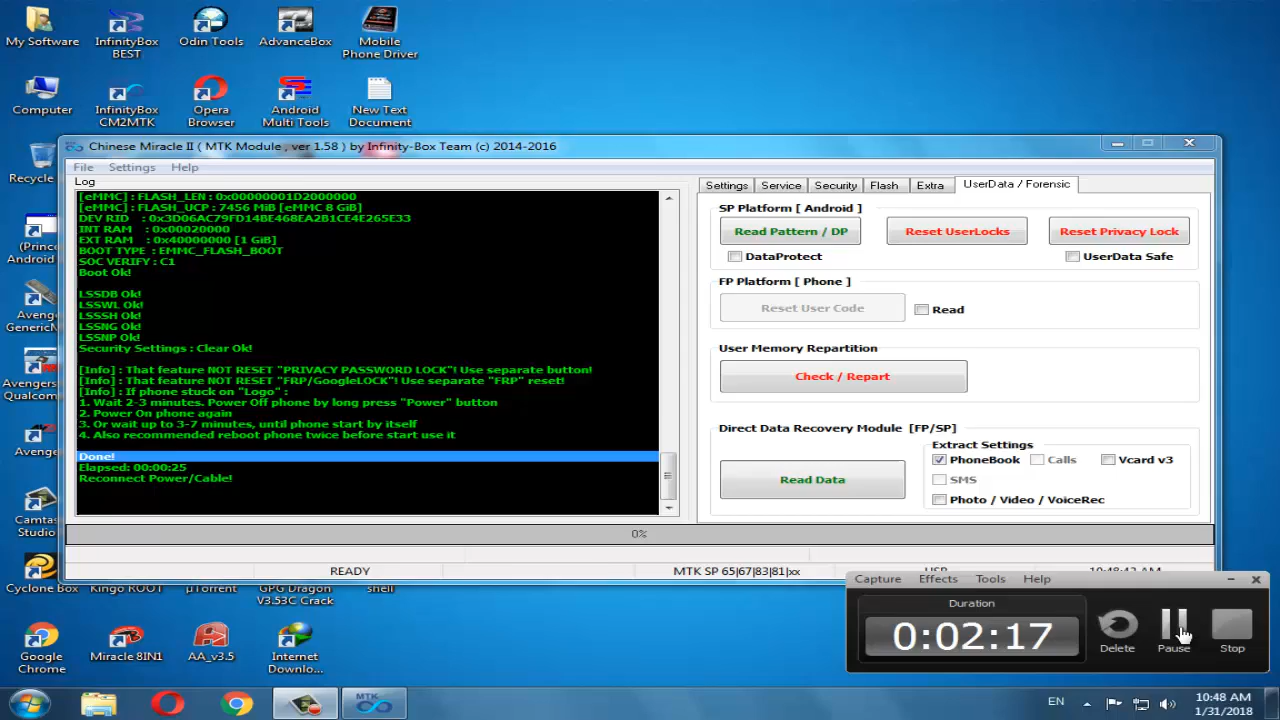 My Software
InfinityBox
BEST
Odin Tools
AdvanceBox
Mobile
Phone Driver
Computer
InfinityBox
CM2MTK
Opera
Browser
Android
Multi Tools
New Text
Document
Recycle
(Princ
Android
Aveng
Generic
Avengers
Qualcom
Avenge
Camtas
Studio
Cyclone Box
Kingo ROOT
µTorrent
GPG Dragon
V3.53C Crack
shell
Google
Chrome
Miracle 8IN1
AA_v3.5
Internet
Downlo...
Chinese Miracle II ( MTK Module , ver 1.58 ) by Infinity-Box Team (c) 2014-2016
File Settings Help
Log
[eMMC] : FLASH_LEN : 0x00000001D2000000
[eMMC] : FLASH_UCP : 7456 MiB [eMMC 8 GiB]
DEV RID : 0x3D06AC79FD14BE468EA2B1CE4E265E33
INT RAM : 0x00020000
EXT RAM : 0x40000000 [1 GiB]
BOOT TYPE : EMMC_FLASH_BOOT
SOC VERIFY : C1
Boot Ok!
LSSDB Ok!
LSSWL Ok!
LSSSH Ok!
LSSNG Ok!
LSSNP Ok!
Security Settings : Clear Ok!
[Info] : That feature NOT RESET "PRIVACY PASSWORD LOCK"! Use separate button!
[Info] : That feature NOT RESET "FRP/GoogleLOCK"! Use separate "FRP" reset!
[Info] : If phone stuck on "Logo" :
1. Wait 2-3 minutes. Power Off phone by long press "Power" button
2. Power On phone again
3. Or wait up to 3-7 minutes, until phone start by itself
4. Also recommended reboot phone twice before start use it
Done!
Elapsed: 00:00:25
Reconnect Power/Cable!
Settings Service Security Flash Extra UserData / Forensic
SP Platform [ Android ]
Read Pattern / DP Reset UserLocks Reset Privacy Lock
DataProtect UserData Safe
FP Platform [ Phone ]
Reset User Code Read
User Memory Repartition
Check / Repart
Direct Data Recovery Module [FP/SP]
Read Data
Extract Settings
PhoneBook Calls Vcard v3
SMS
Photo / Video / VoiceRec
0%
READY MTK SP 65|67|83|81|xx
Capture Effects Tools Help
Duration
0:02:17
Delete Pause Stop
MTK
EN
10:48 AM
1/31/2018